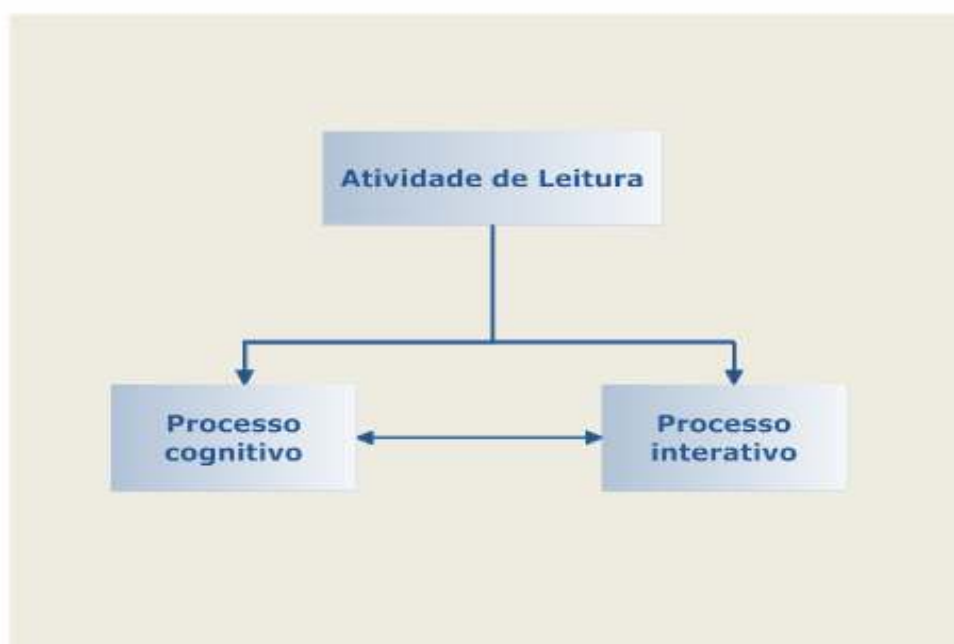 Atividade de Leitura
Processo
cognitivo
Processo
interativo